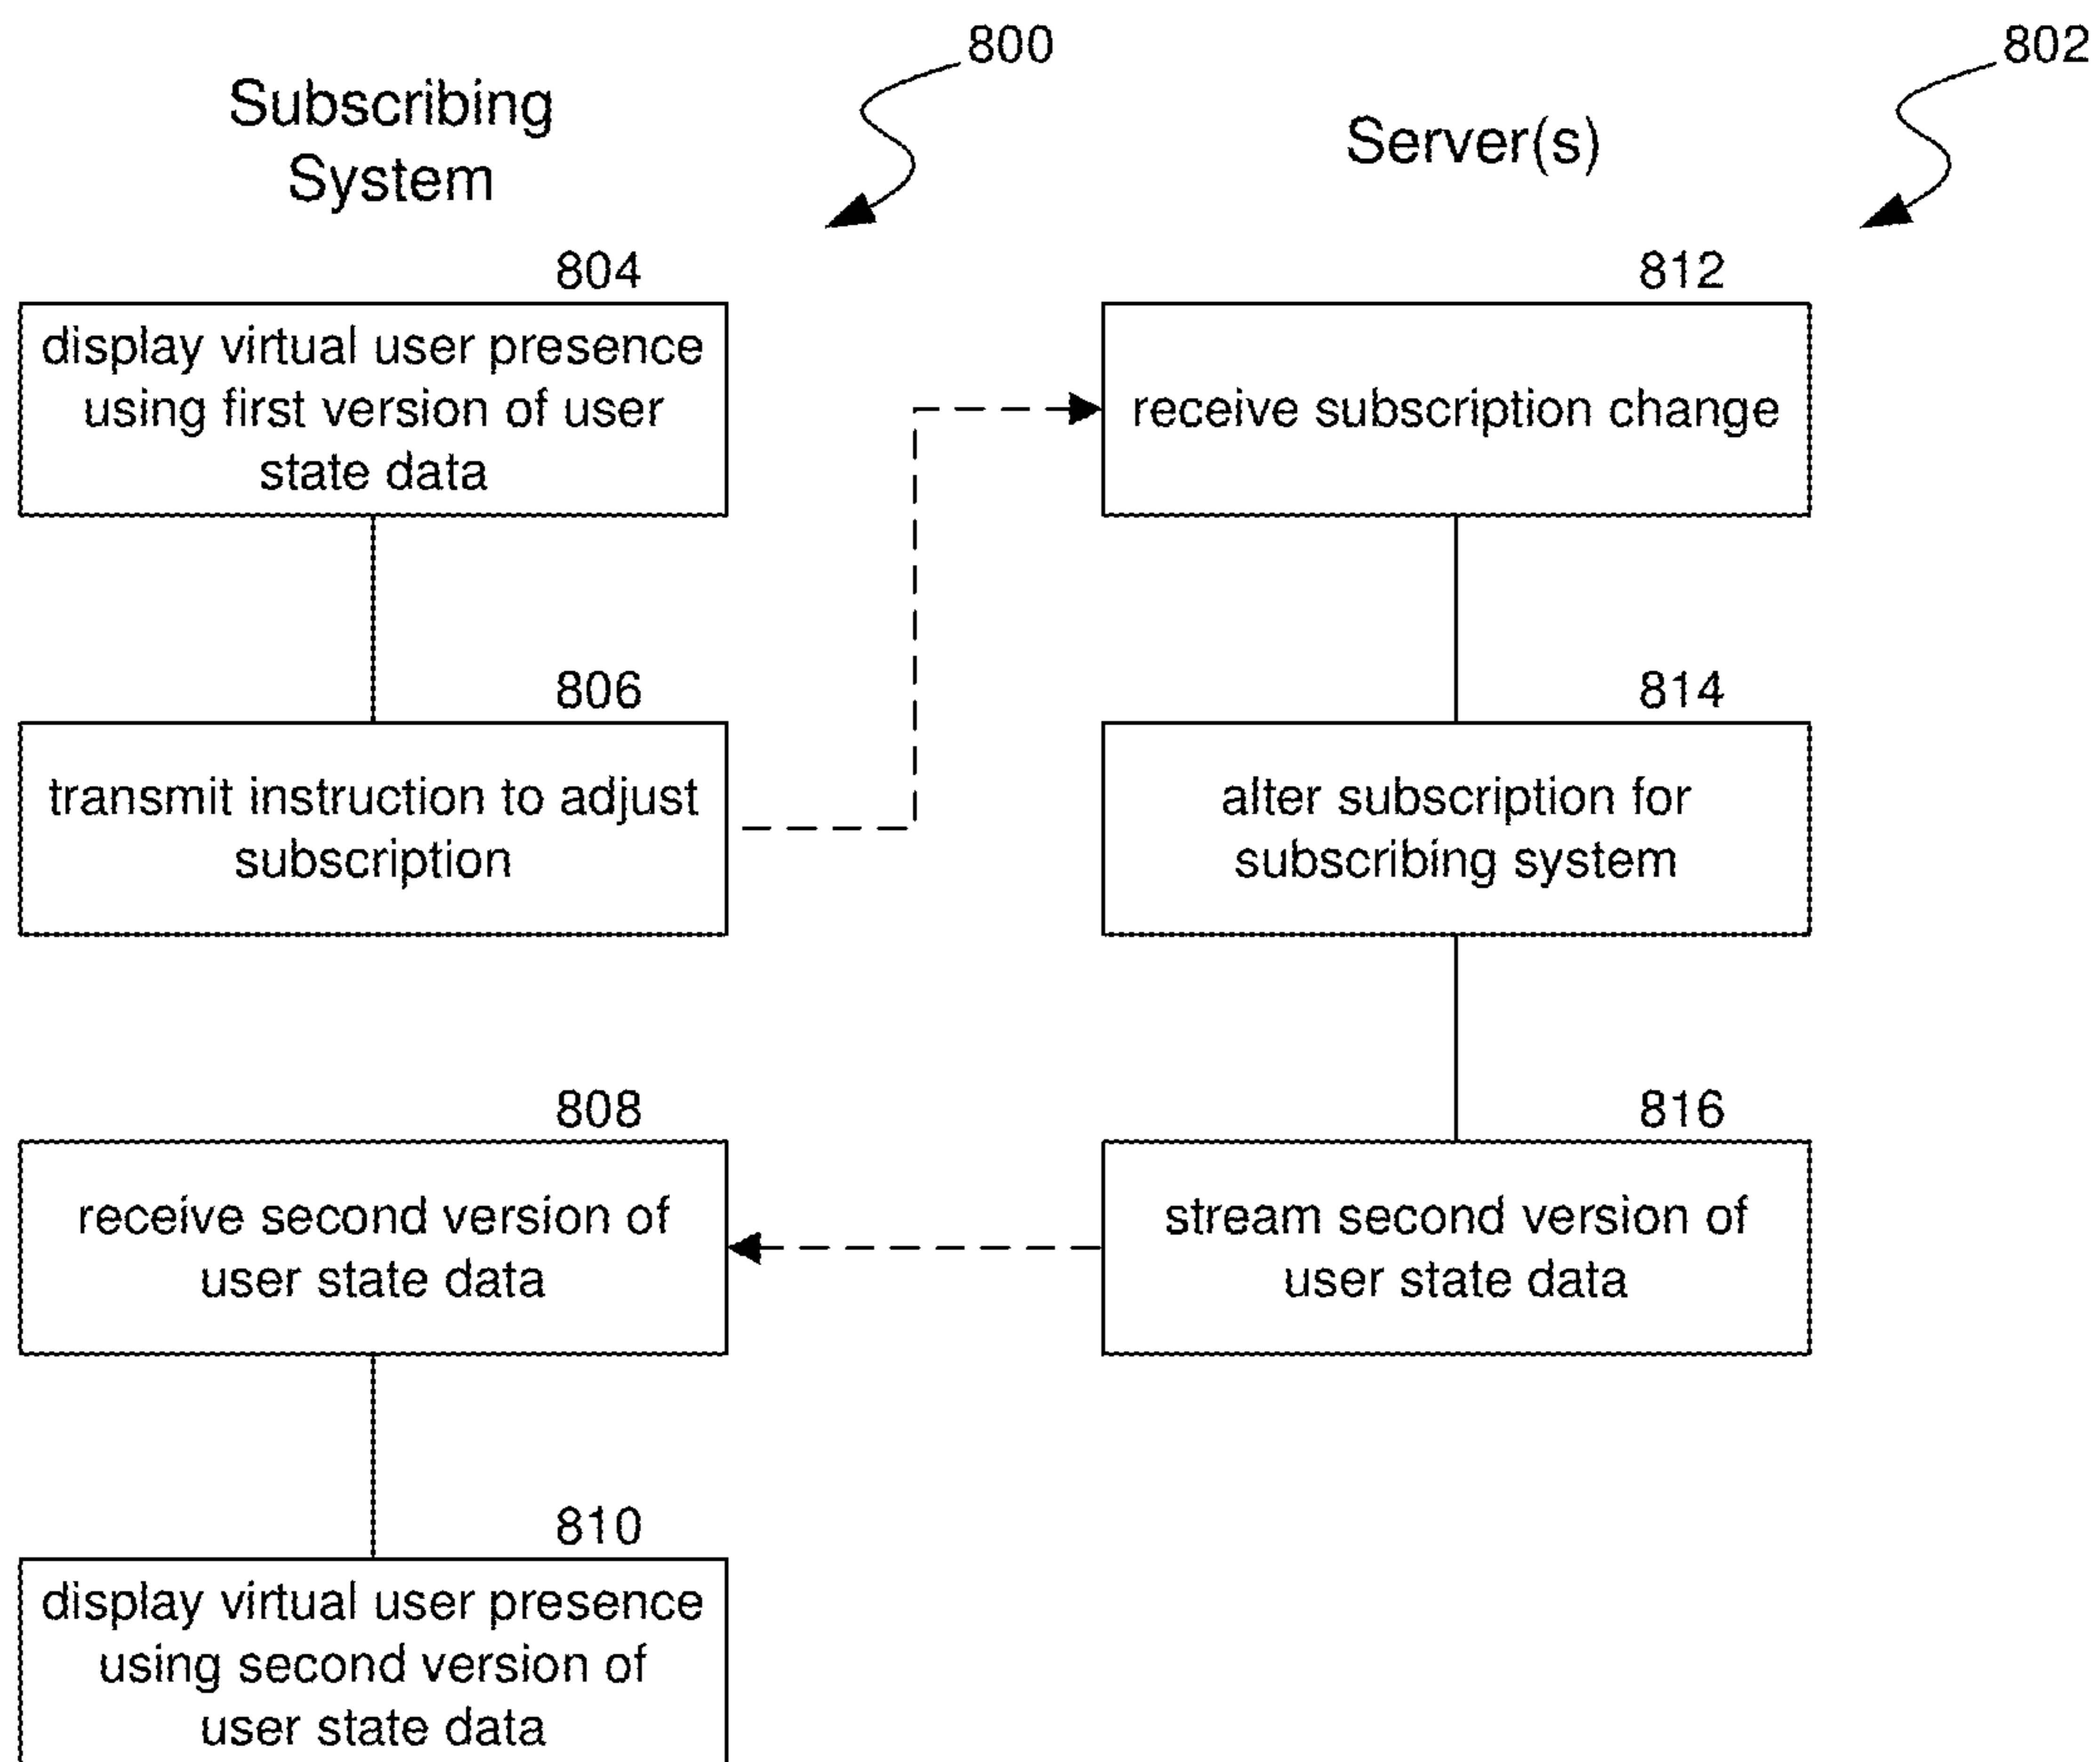 800
802
Subscribing
System
Server(s)
804
display virtual user presence
using first version of user
state data
806
transmit instruction to adjust
subscription
808
receive second version of
user state data
810
display virtual user presence
using second version of
user state data
812
receive subscription change
814
alter subscription for
subscribing system
816
stream second version of
user state data